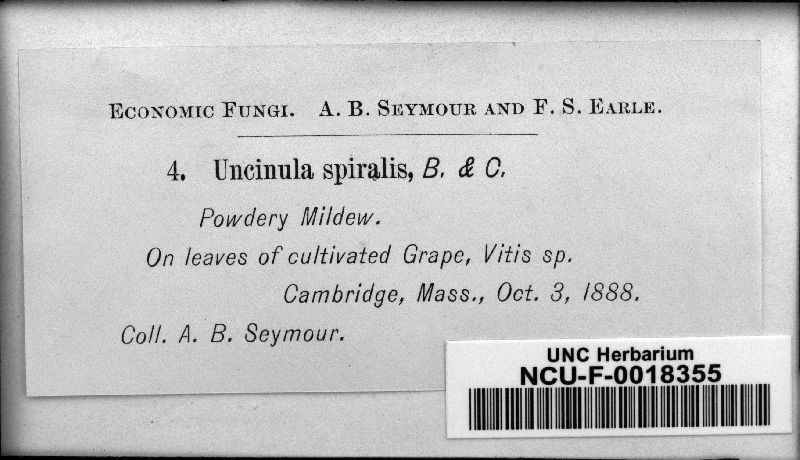 Economic Fungi. A. B. Seymour and F. S. Earle.
4. Uncinula spiralis, B. & C.
Powdery Mildew.
On leaves of cultivated Grape, Vitis sp.
Cambridge, Mass., Oct. 3, 1888.
Coll. A. B. Seymour.
UNC Herbarium
NCU-F-0018355